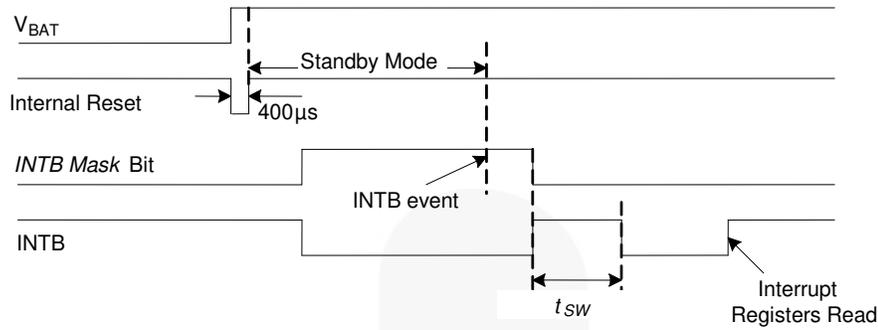 VBAT
Standby Mode
Internal Reset
400µs
INTB Mask Bit
INTB event
INTB
tSW
Interrupt
Registers Read